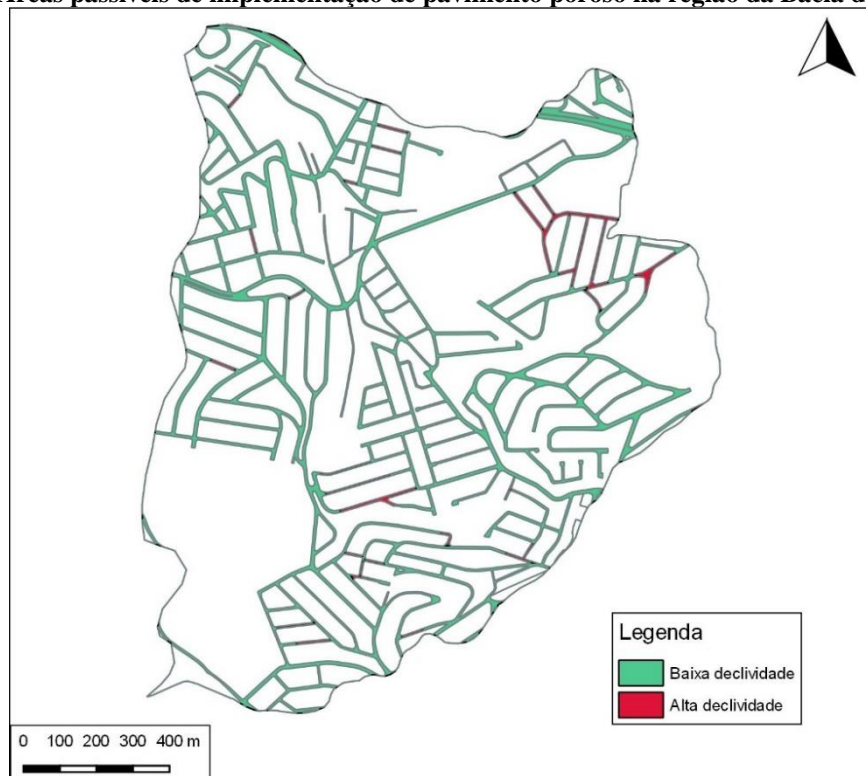 Áreas passíveis de implementação de pavimento poroso na região da Bacia d
Legenda
Baixa declividade
Alta declividade
0 100 200 300 400 m